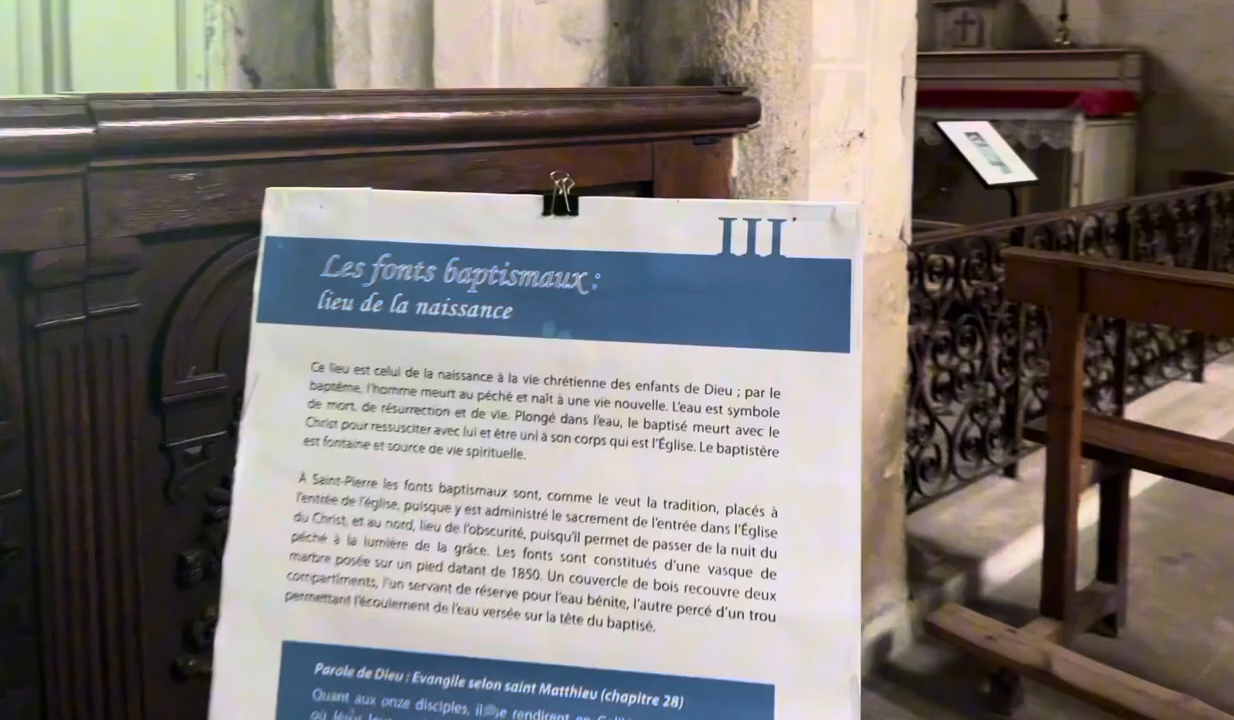 III
Les fonts baptismaux :
lieu de la naissance
Ce lieu est celui de la naissance à la vie chrétienne des enfants de Dieu ; par le
baptême, l'homme meurt au péché et naît à une vie nouvelle. L'eau est symbole
de mort, de résurrection et de vie. Plongé dans l'eau, le baptisé meurt avec le
Christ pour ressusciter avec lui et être uni à son corps qui est l'Église. Le baptistère
est fontaine et source de vie spirituelle.
À Saint-Pierre les fonts baptismaux sont, comme le veut la tradition, placés à
l'entrée de l'église, puisque y est administré le sacrement de l'entrée dans l'Église
du Christ, et au nord, lieu de l'obscurité, puisqu'il permet de passer de la nuit du
péché à la lumière de la grâce. Les fonts sont constitués d'une vasque de
marbre posée sur un pied datant de 1850. Un couvercle de bois recouvre deux
compartiments, l'un servant de réserve pour l'eau bénite, l'autre percé d'un trou
permettant l'écoulement de l'eau versée sur la tête du baptisé.
Parole de Dieu : Evangile selon saint Matthieu (chapitre 28)
Quant aux onze disciples, ils se rendirent en
où Jésus